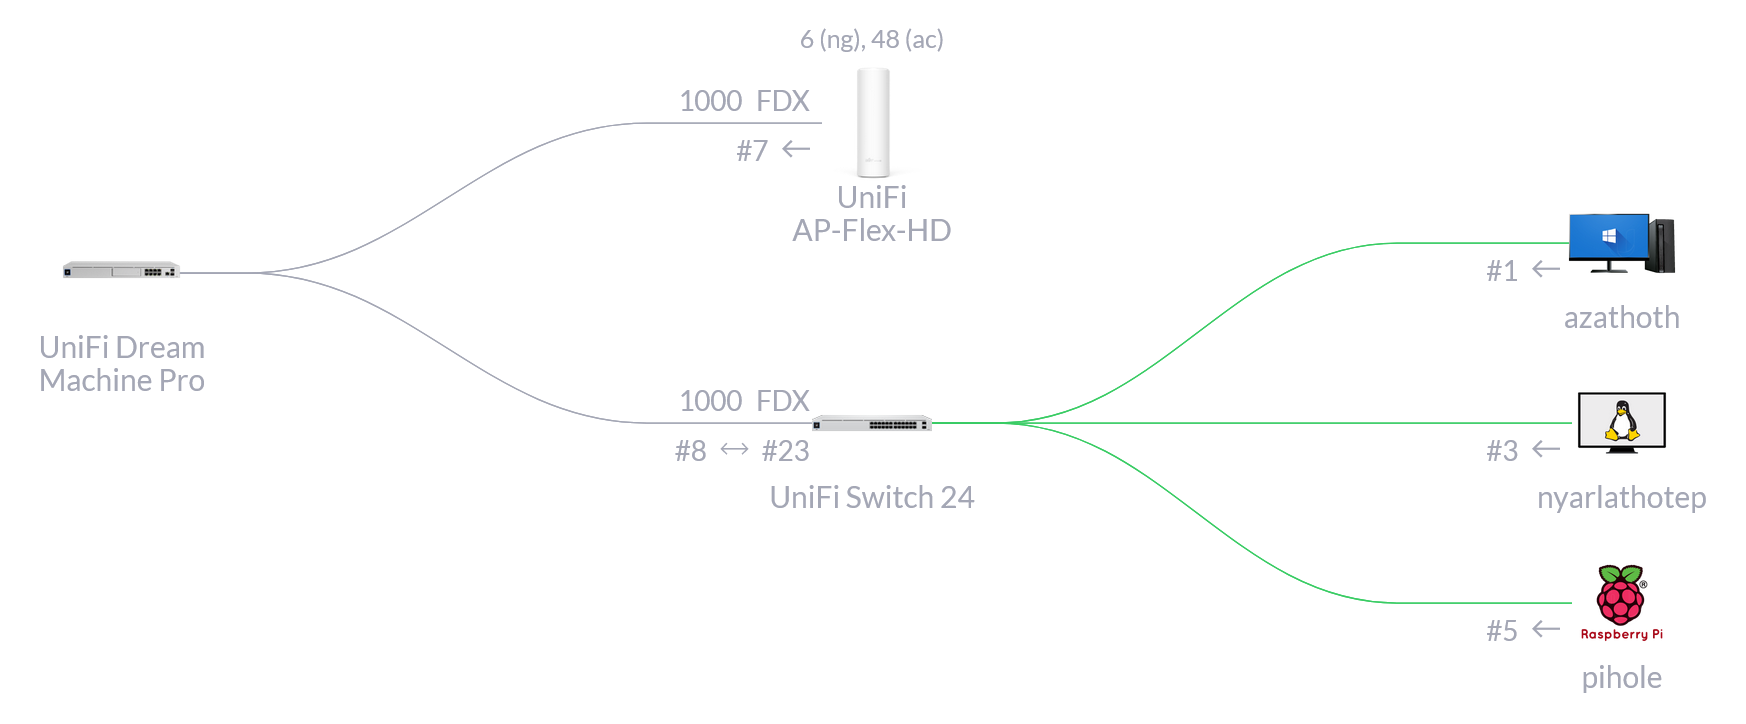 6 (ng), 48 (ac)
1000 FDX
#7 ←
UniFi
AP-Flex-HD
#1 ←
azathoth
UniFi Dream
Machine Pro
1000 FDX
#8 ↔ #23
UniFi Switch 24
#3 ←
nyarlathotep
®
Raspberry Pi
#5 ←
pihole